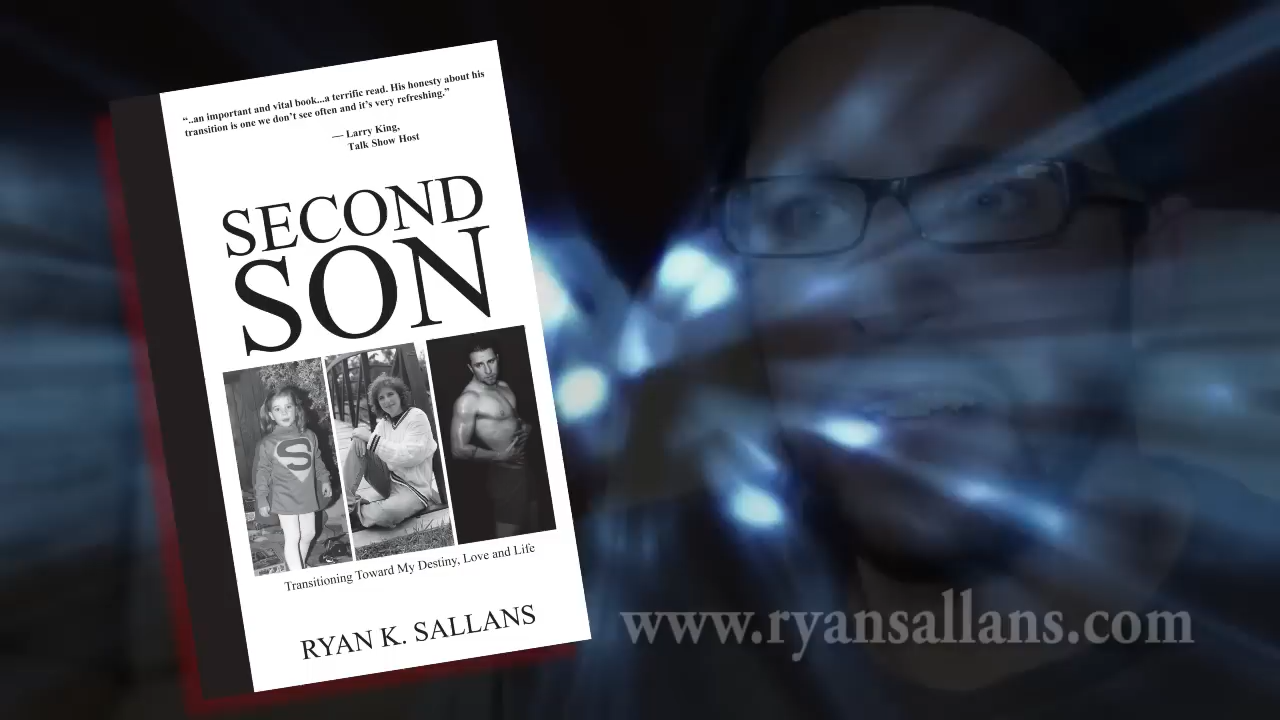 “..an important and vital book...a terrific read. His honesty about his
transition is one we don’t see often and it’s very refreshing.”
— Larry King,
Talk Show Host
SECOND
SON
S
Transitioning Toward My Destiny, Love and Life
RYAN K. SALLANS
www.ryansallans.com